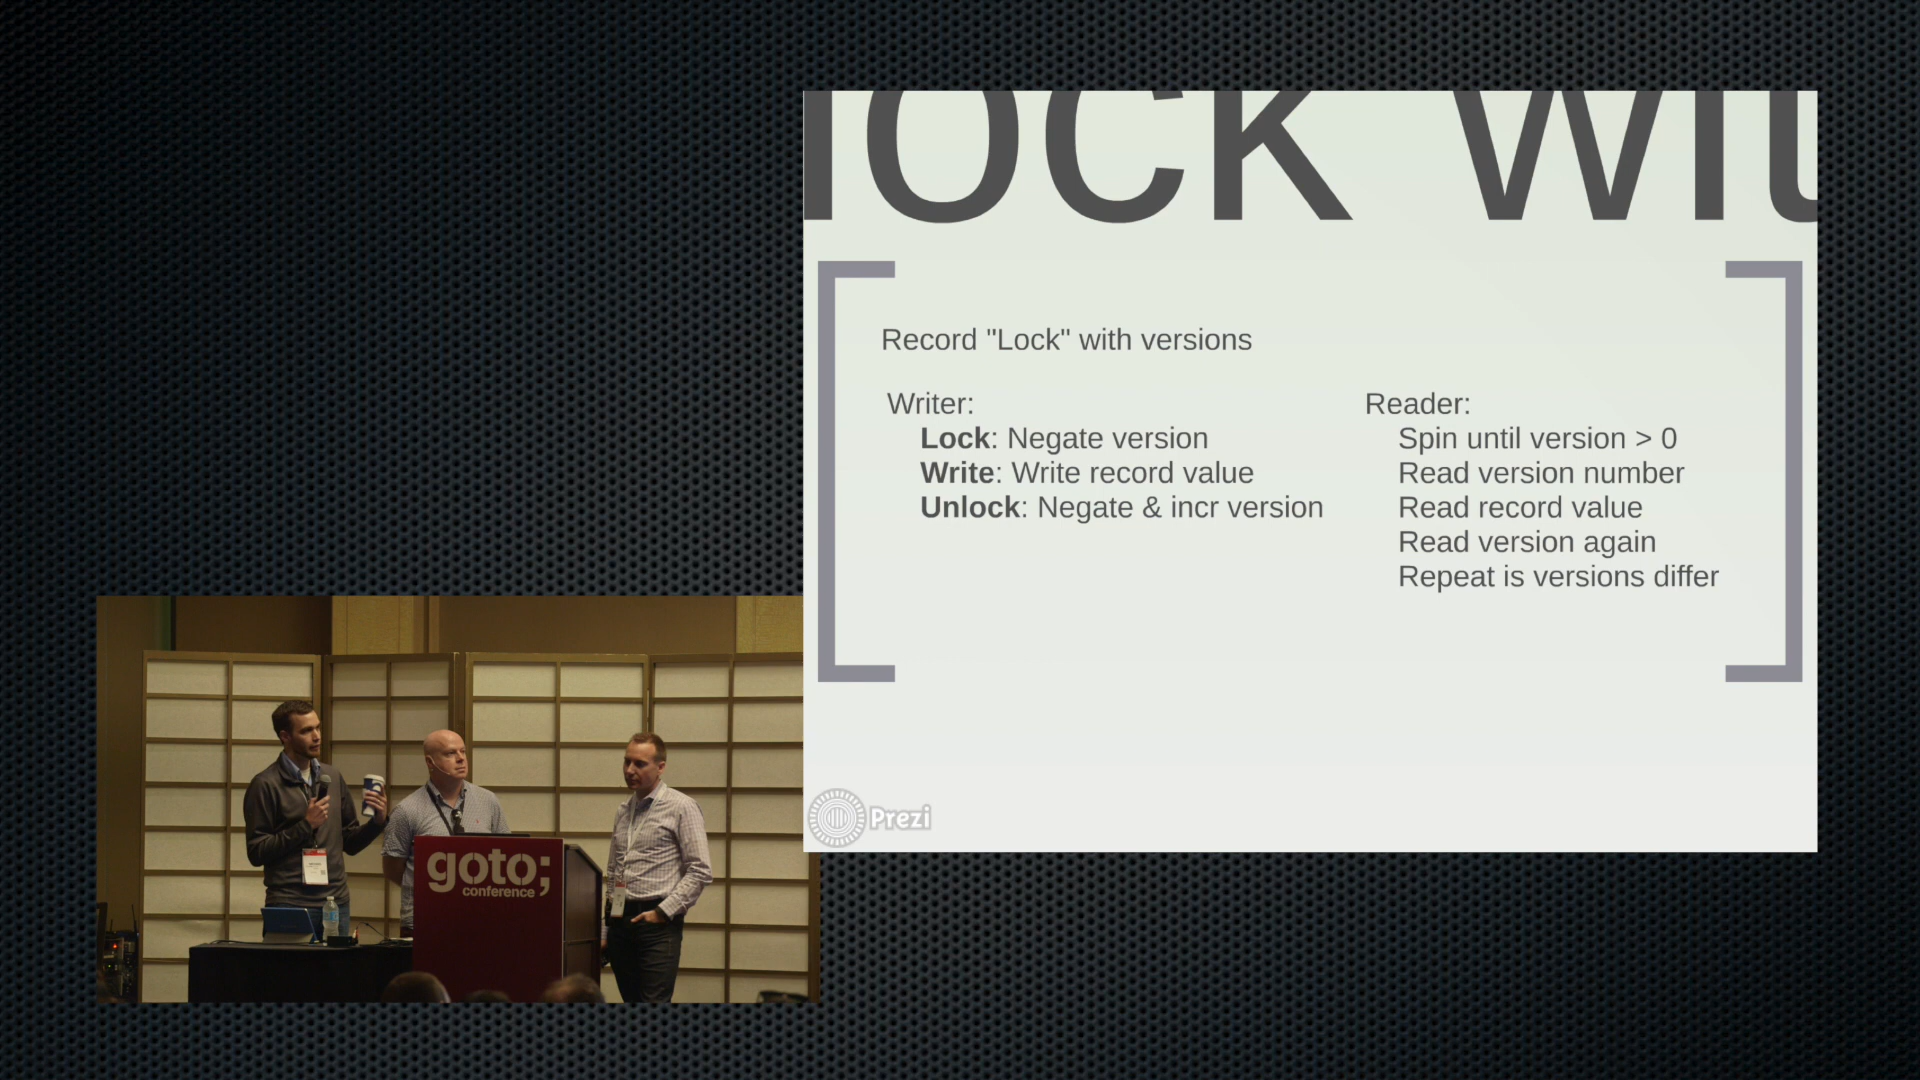 lock wit
Record "Lock" with versions
Writer:
Lock: Negate version
Write: Write record value
Unlock: Negate & incr version
Reader:
Spin until version > 0
Read version number
Read record value
Read version again
Repeat is versions differ
Prezi
goto;
conference